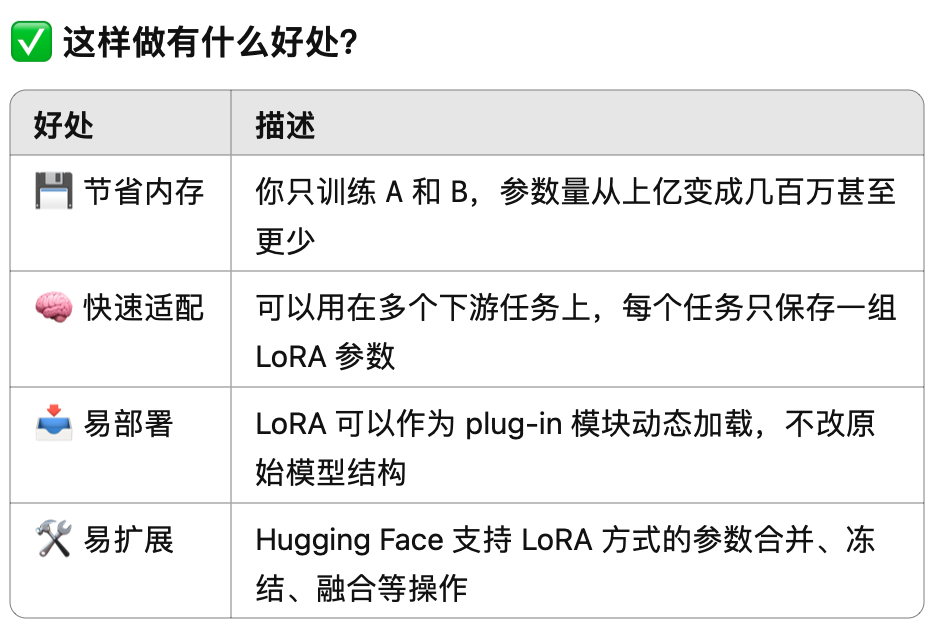 ✅ 这样做有什么好处?
好处 描述
💾 节省内存 你只训练 A 和 B，参数量从上亿变成几百万甚至
更少
🧠 快速适配 可以用在多个下游任务上，每个任务只保存一组
LoRA 参数
📥 易部署 LoRA 可以作为 plug-in 模块动态加载，不改原
始模型结构
🛠️ 易扩展 Hugging Face 支持 LoRA 方式的参数合并、冻
结、融合等操作